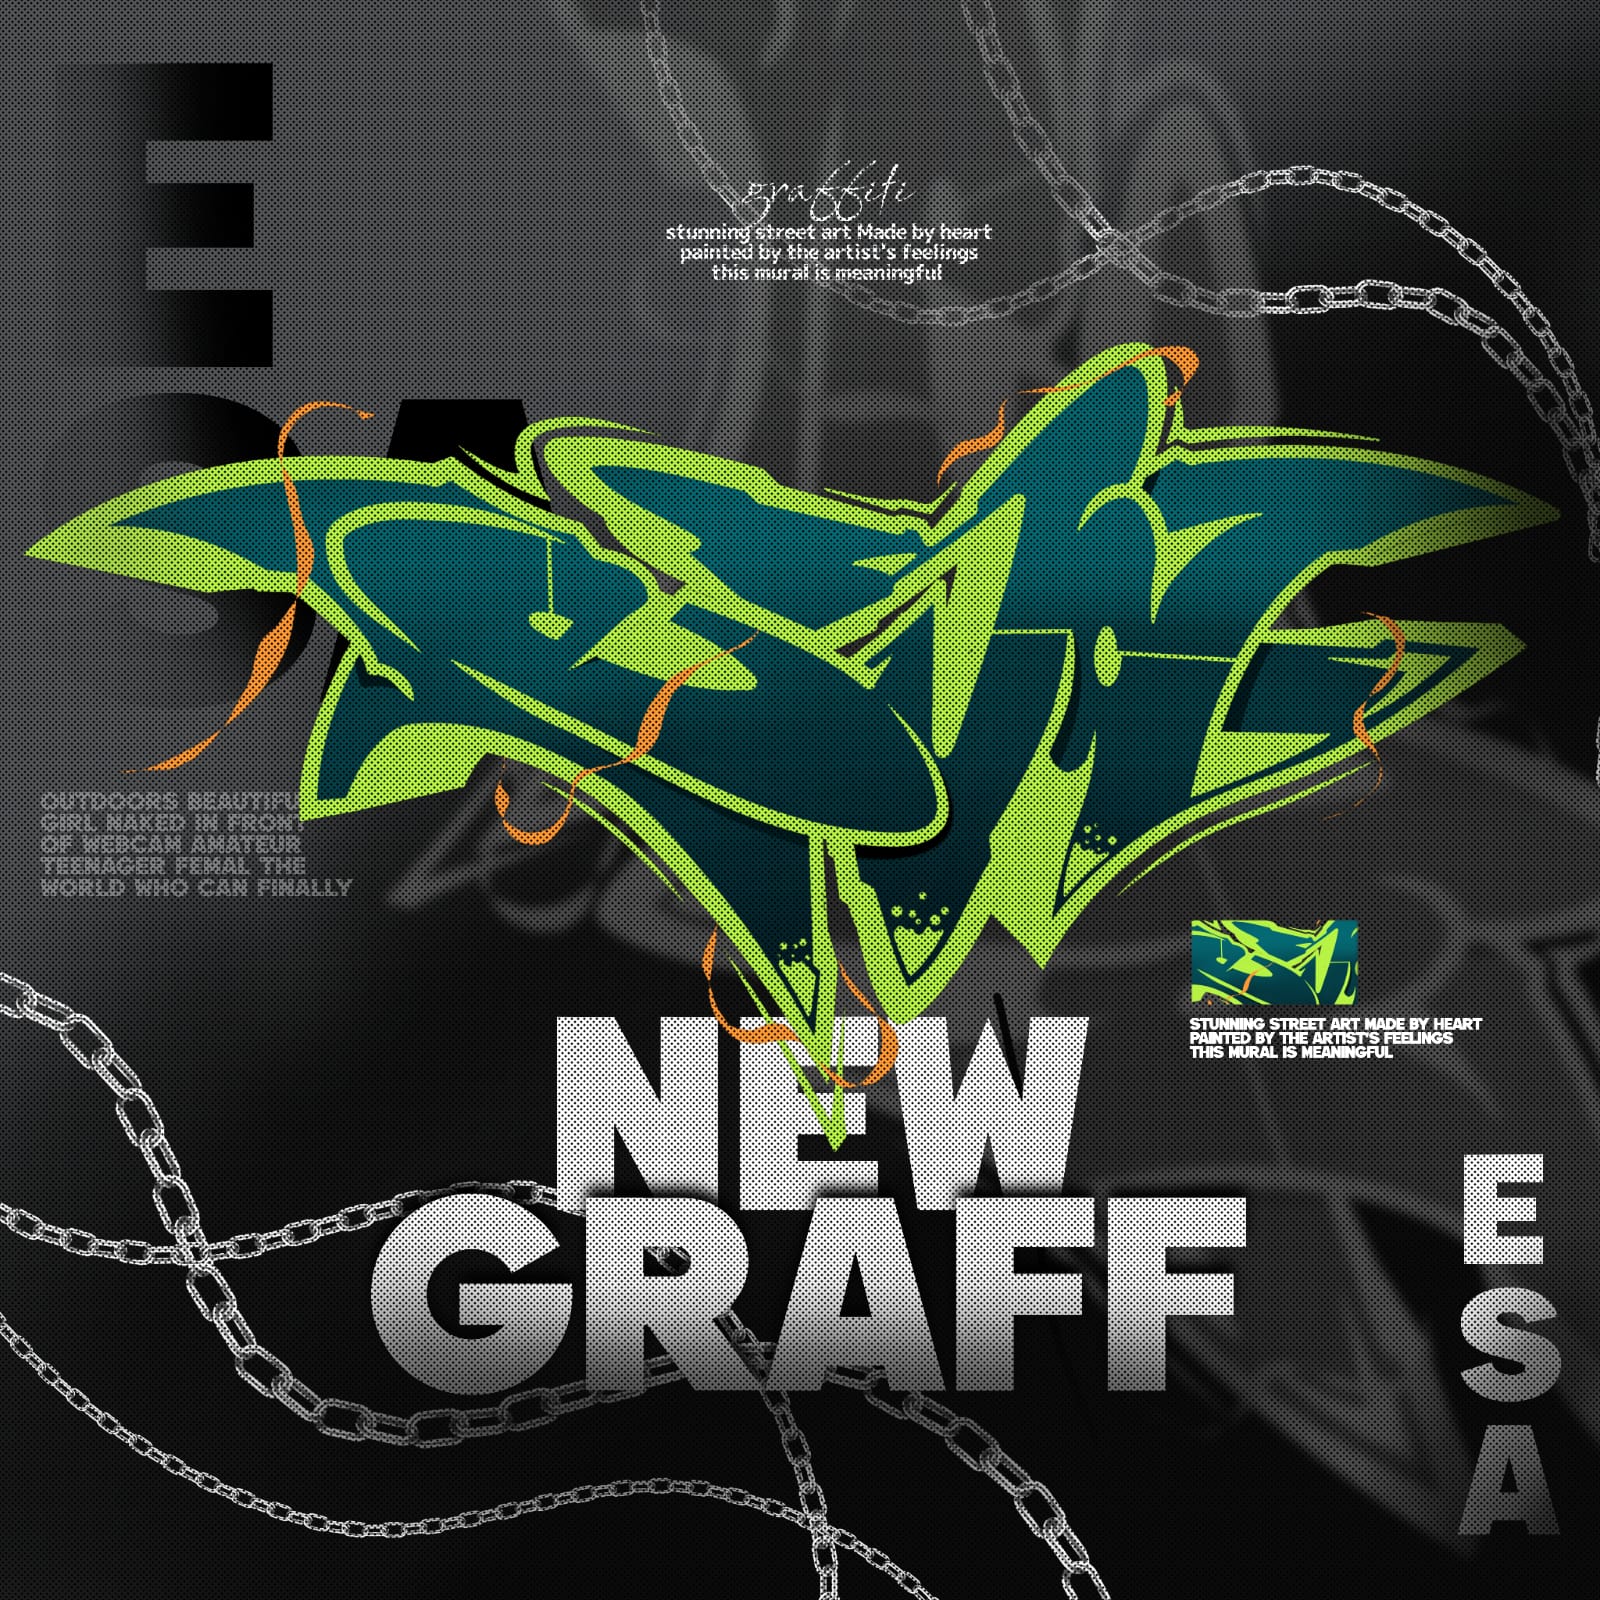 E
S A
graffiti
stunning street art Made by heart
painted by the artist's feelings
this mural is meaningful
OUTDOORS BEAUTIFU
GIRL NAKED IN FRONT
OF WEBCAM AMATEUR
TEENAGER FEMAL THE
WORLD WHO CAN FINALLY
STUNNING STREET ART MADE BY HEART
PAINTED BY THE ARTIST'S FEELINGS
THIS MURAL IS MEANINGFUL
NEW
GRAFF
E
S
A